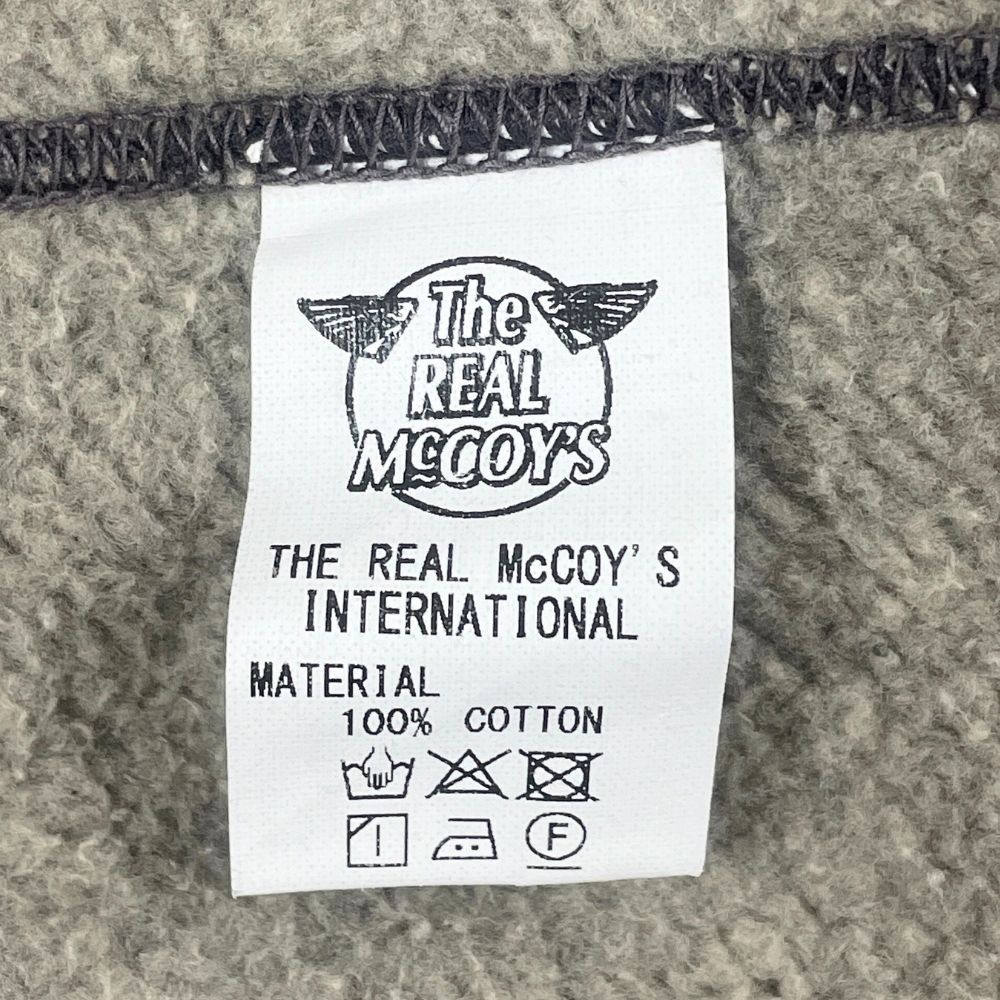 The
REAL
McCOY'S
THE REAL McCOY'S
INTERNATIONAL
MATERIAL
100% COTTON
F